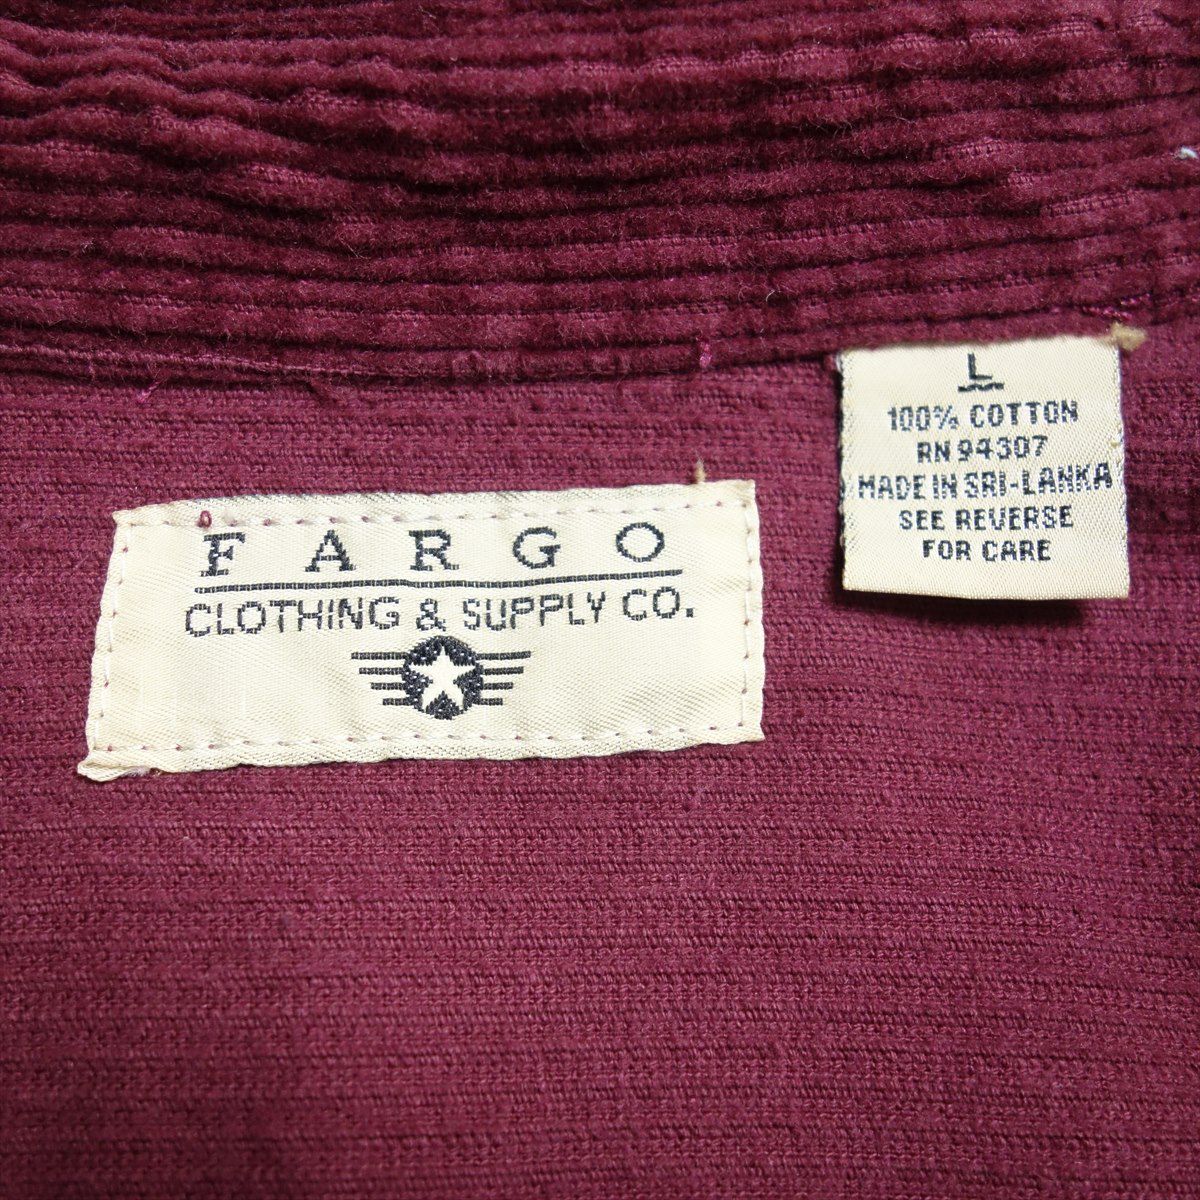 FARGO
CLOTHING & SUPPLY CO.
L
100% COTTON
RN 94307
MADE IN SRI-LANKA
SEE REVERSE
FOR CARE